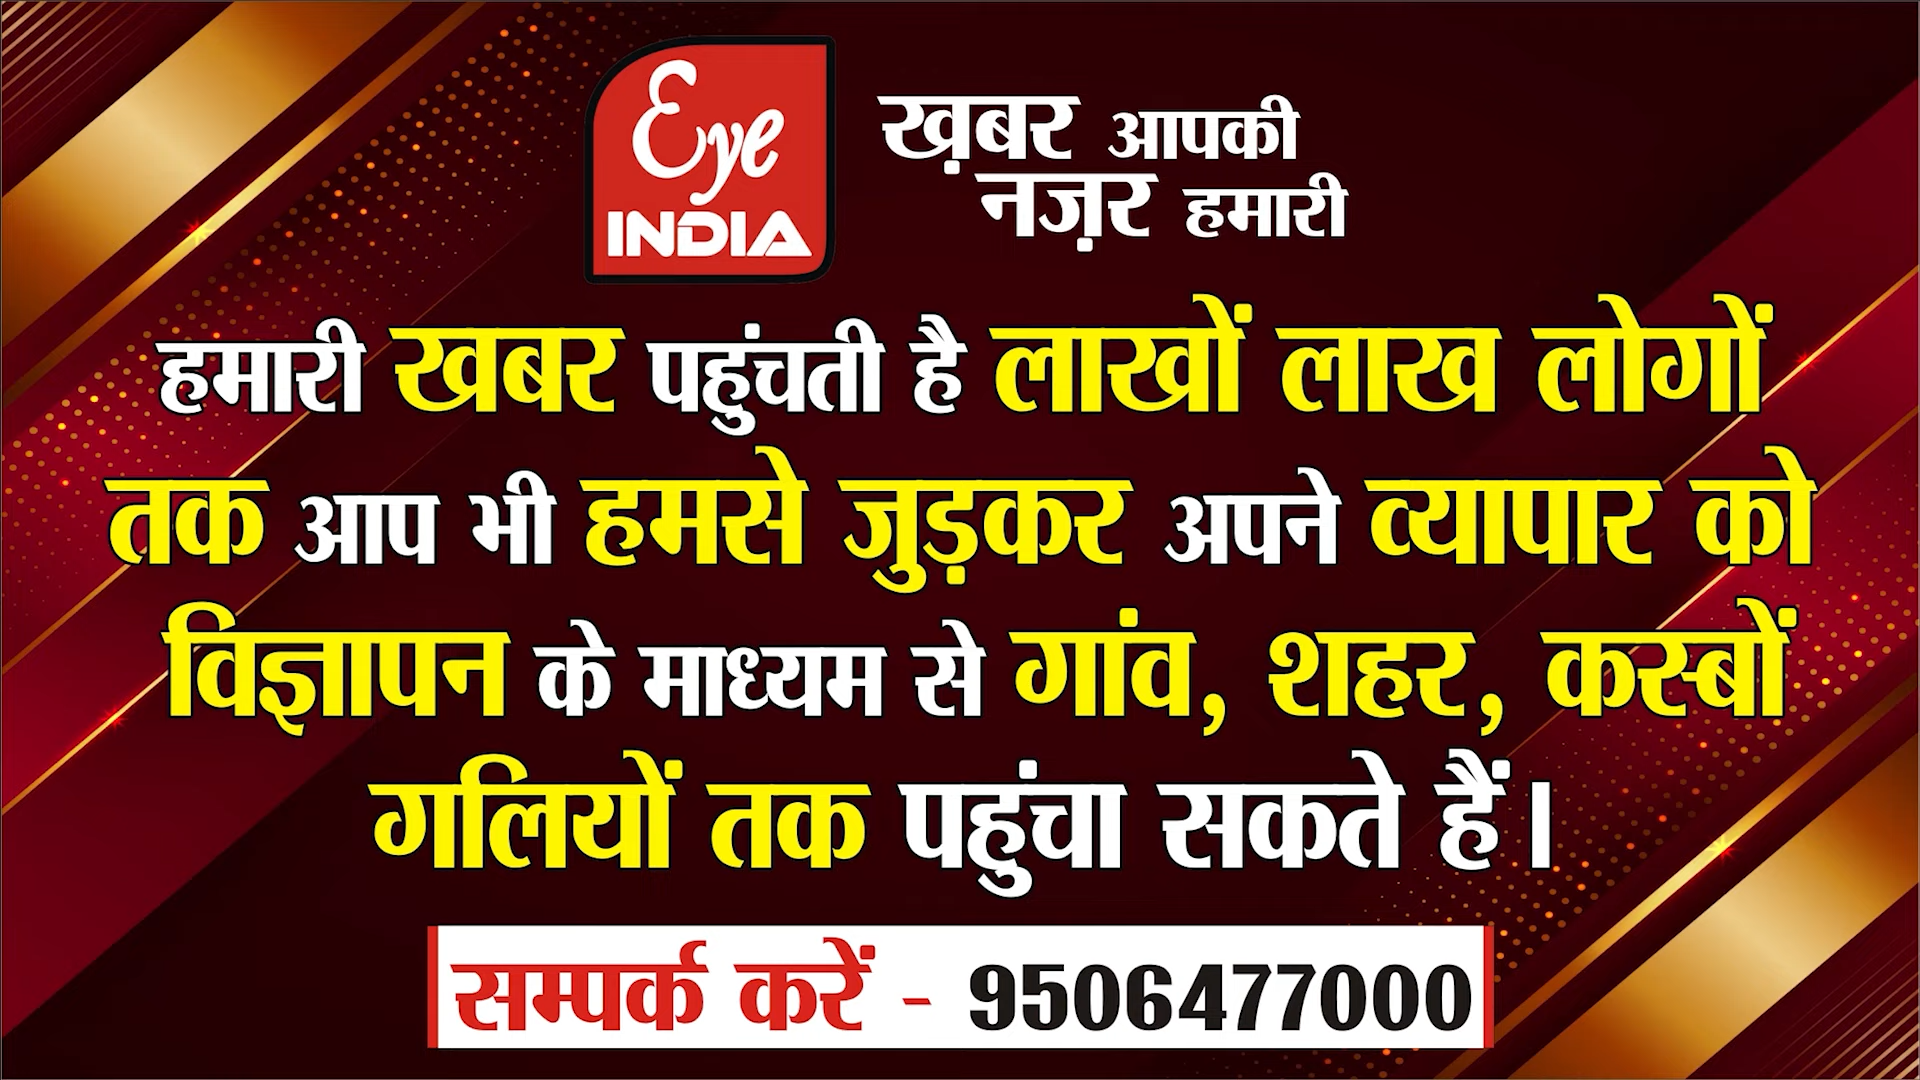 Eye
INDIA
ख़बर आपकी
नज़र हमारी
हमारी खबर पहुंचती है लाखों लाख लोगों
तक आप भी हमसे जुड़कर अपने व्यापार को
विज्ञापन के माध्यम से गांव, शहर, कस्बों
गलियों तक पहुंचा सकते हैं।
सम्पर्क करें - 9506477000